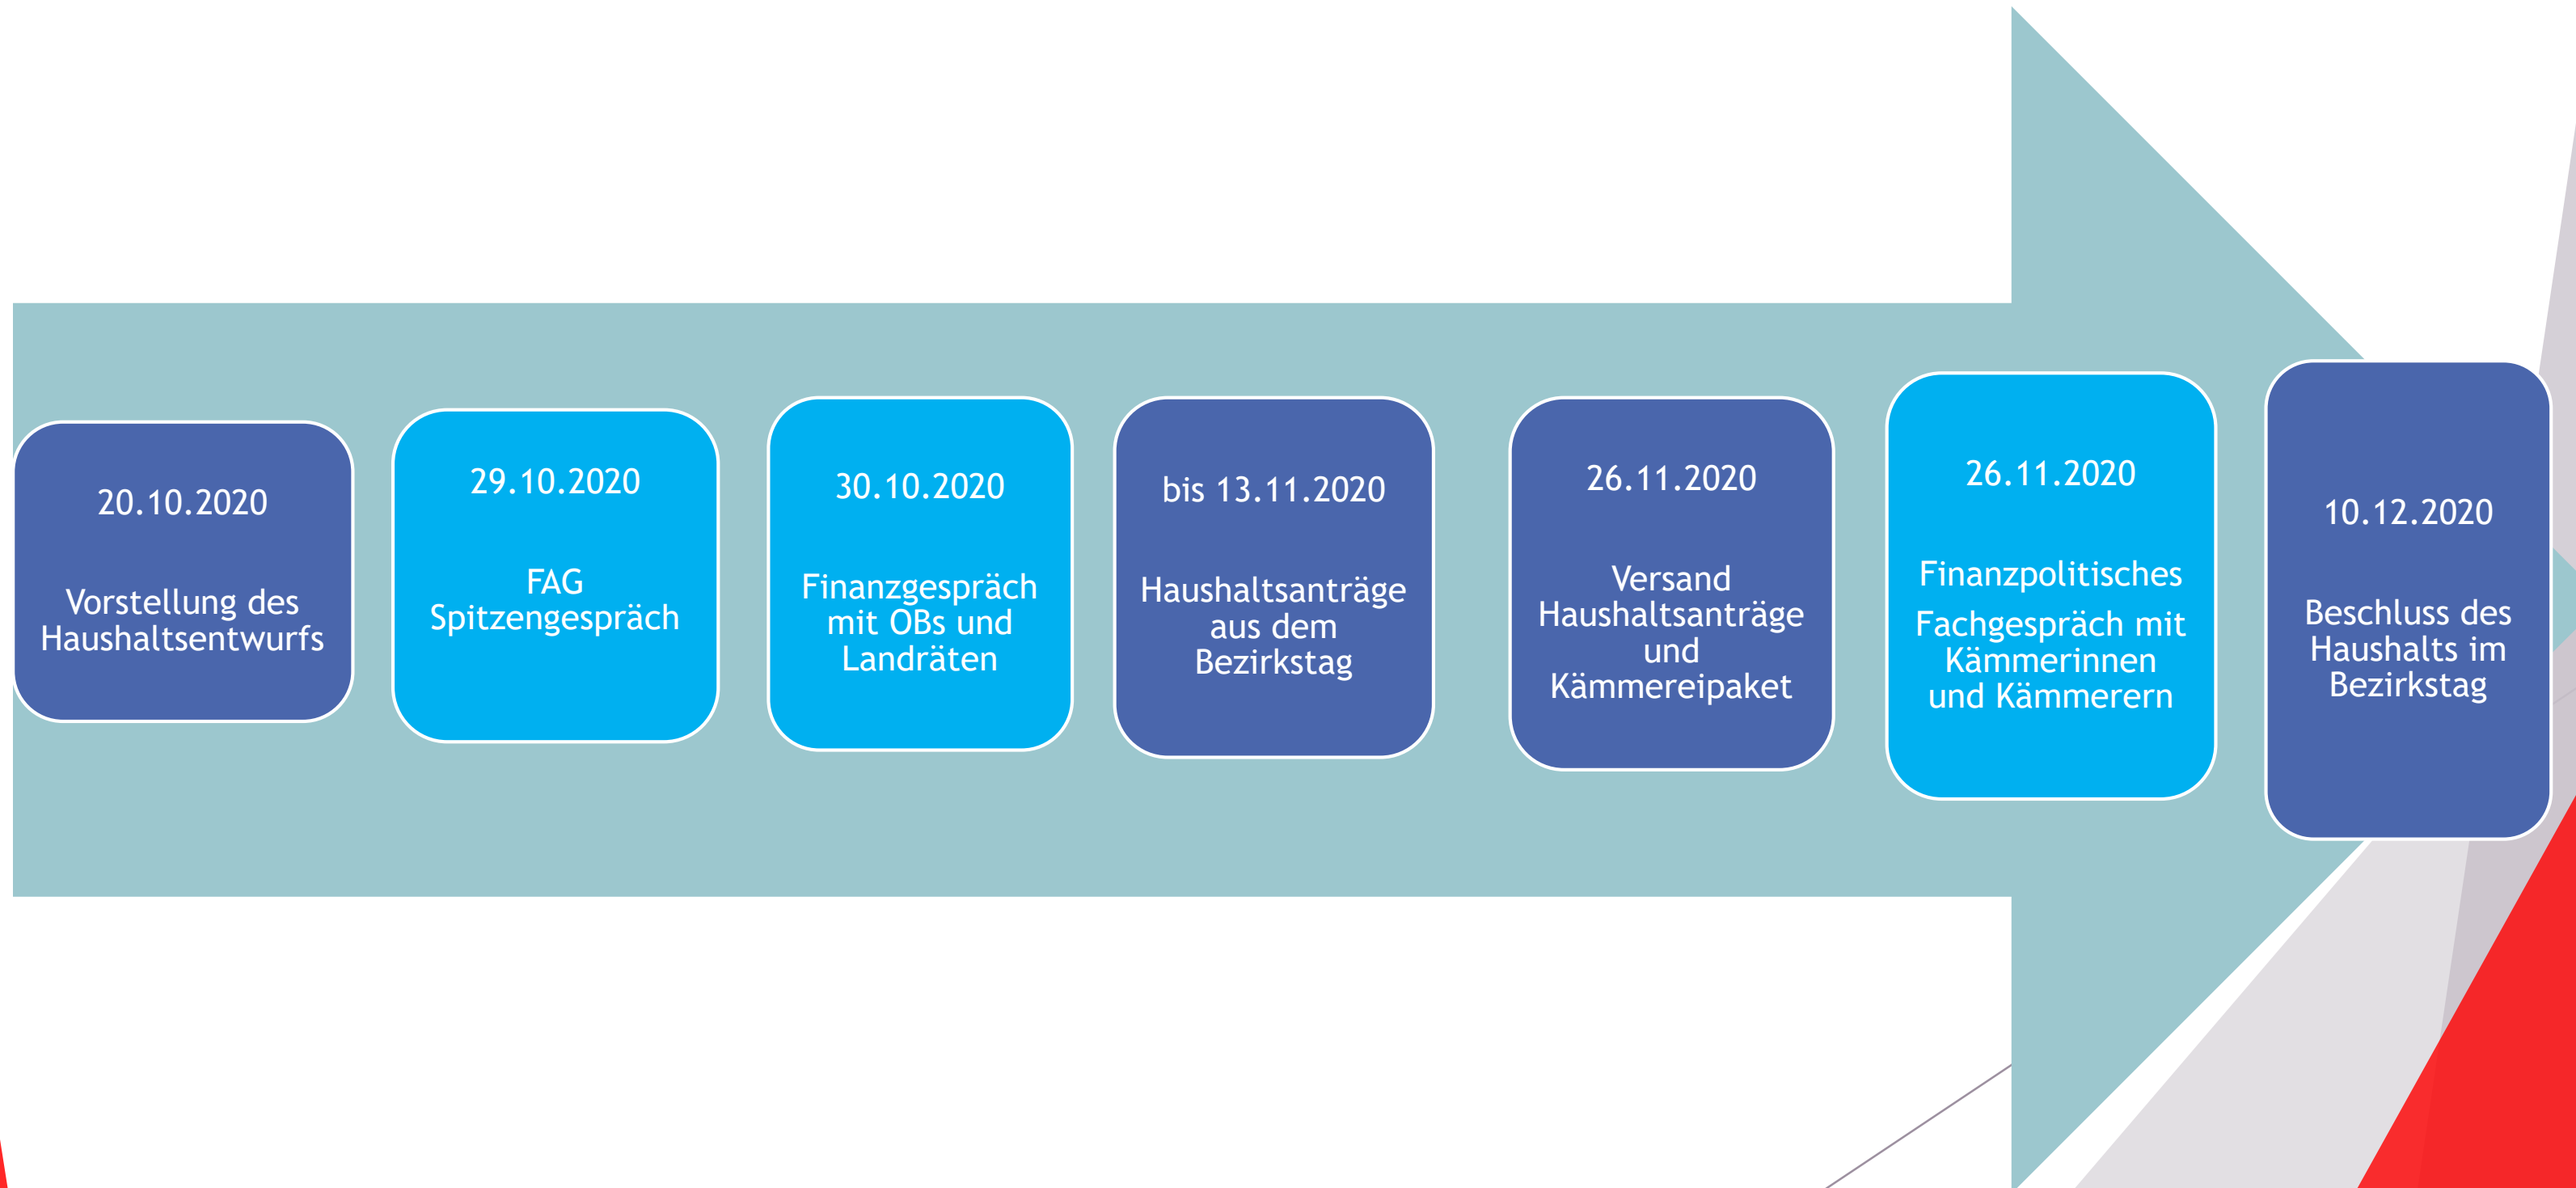 20.10.2020
Vorstellung des
Haushaltsentwurfs
29.10.2020
FAG
Spitzengespräch
30.10.2020
Finanzgespräch
mit OBs und
Landräten
bis 13.11.2020
Haushaltsanträge
aus dem
Bezirkstag
26.11.2020
Versand
Haushaltsanträge
und
Kämmereipaket
26.11.2020
Finanzpolitisches
Fachgespräch mit
Kämmerinnen
und Kämmerern
10.12.2020
Beschluss des
Haushalts im
Bezirkstag